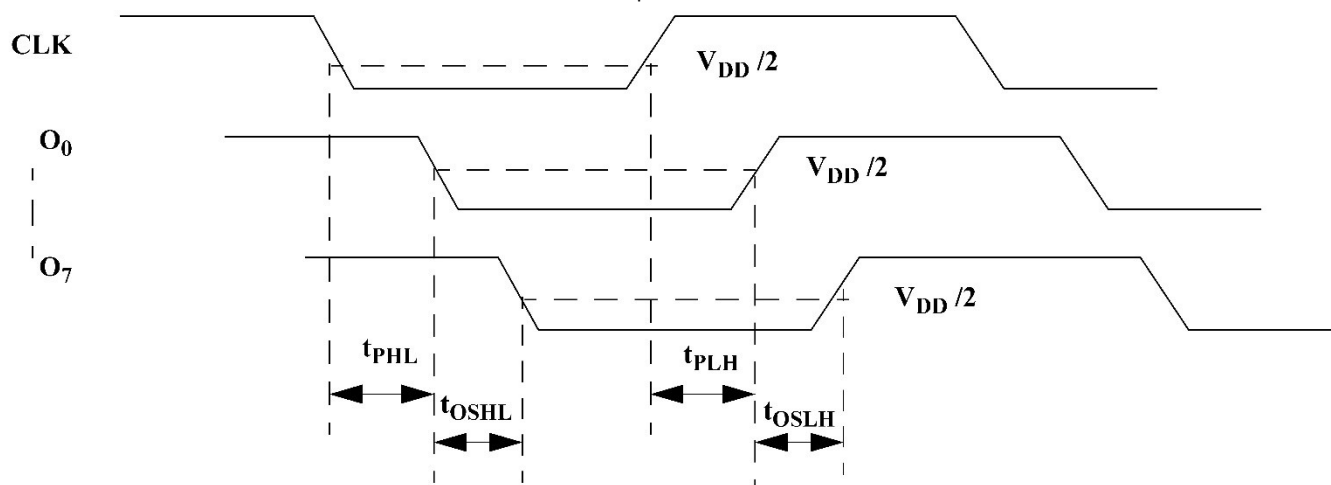 CLK
V_DD /2
O_0
V_DD /2
O_7
V_DD /2
t_PHL
t_PLH
t_OSHL
t_OSLH